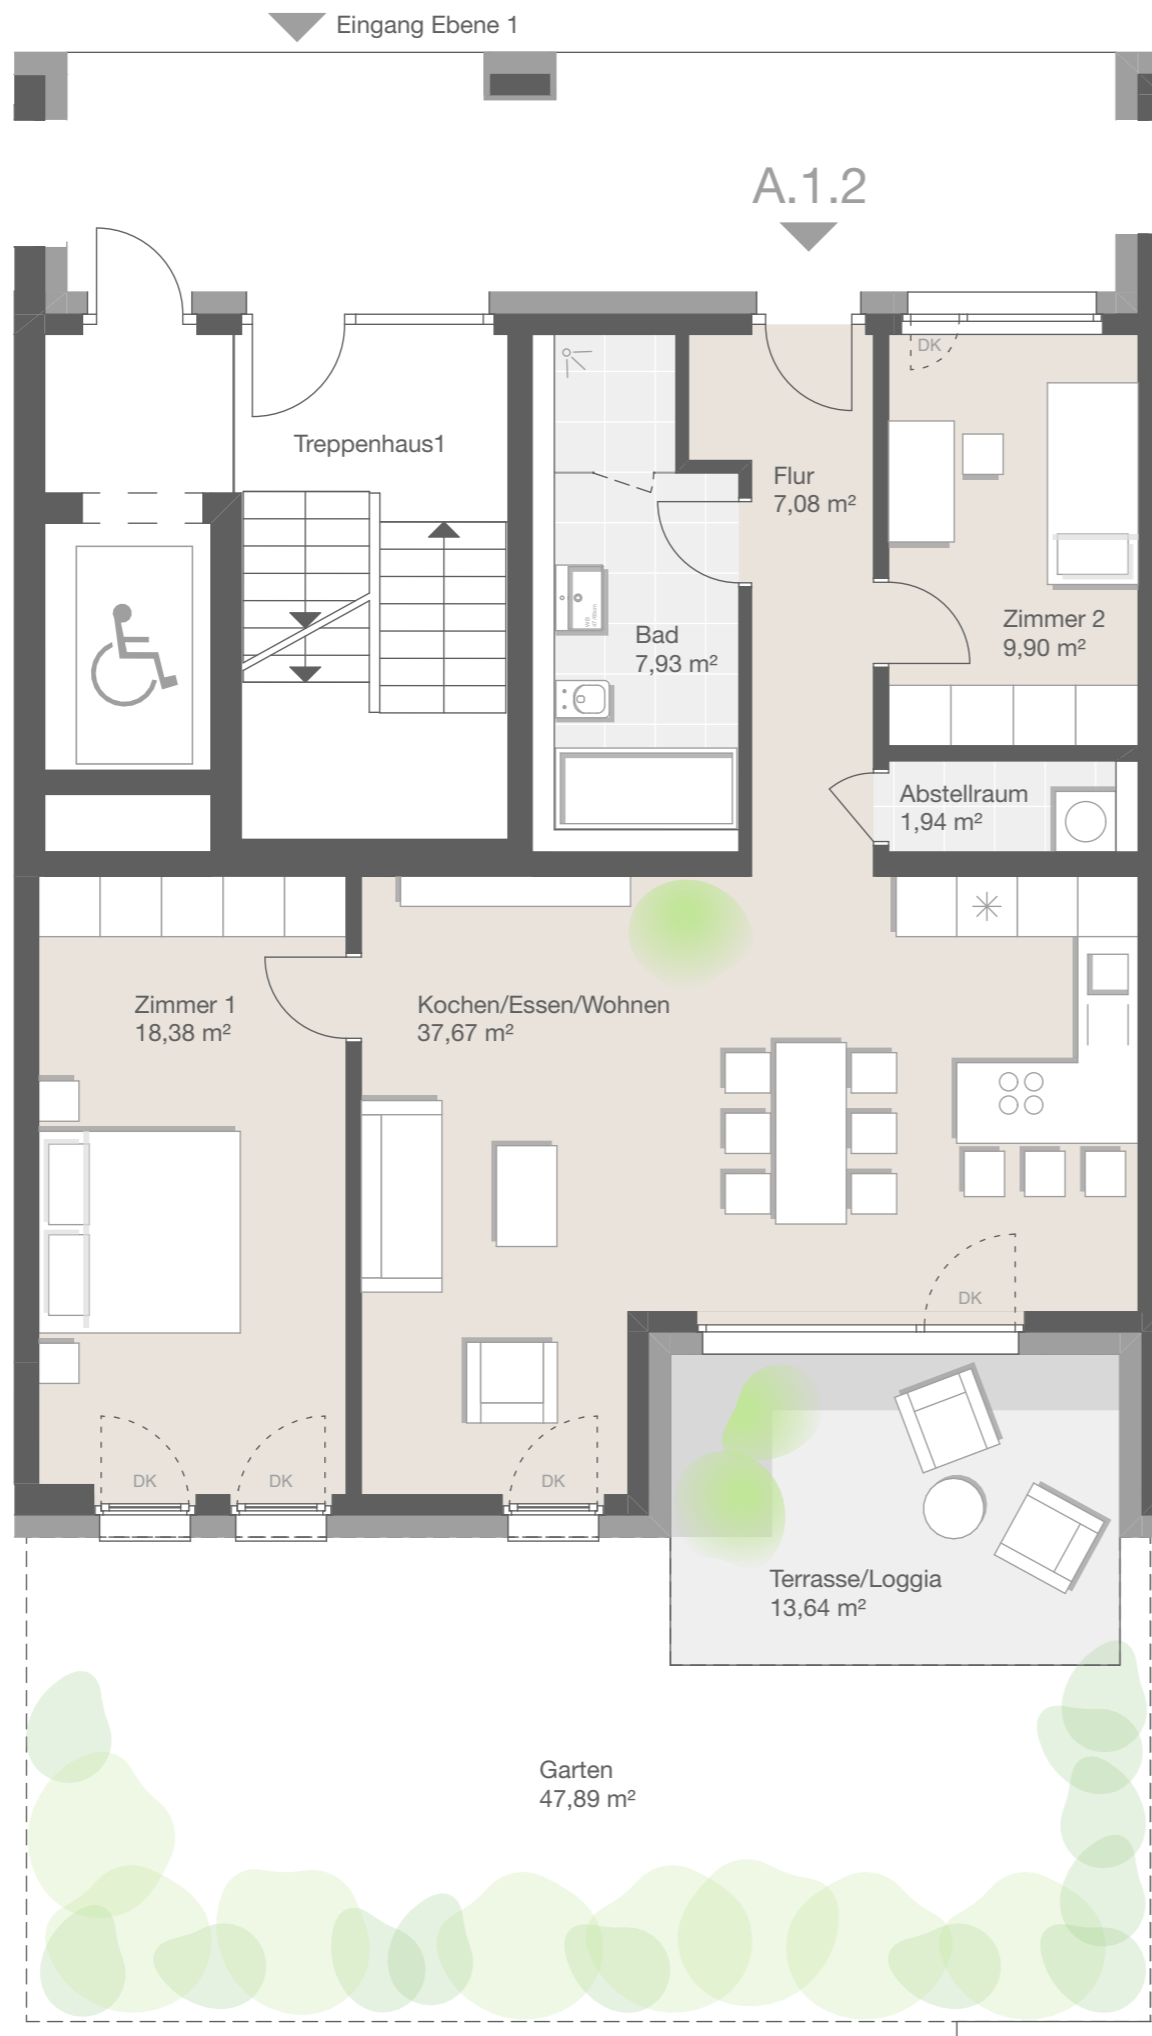 Eingang Ebene 1
A.1.2
DK
Treppenhaus1
Flur
7,08 m²
Zimmer 2
9,90 m²
Bad
7,93 m²
Abstellraum
1,94 m²
Zimmer 1
18,38 m²
Kochen/Essen/Wohnen
37,67 m²
DK
DK
DK
DK
Terrasse/Loggia
13,64 m²
Garten
47,89 m²